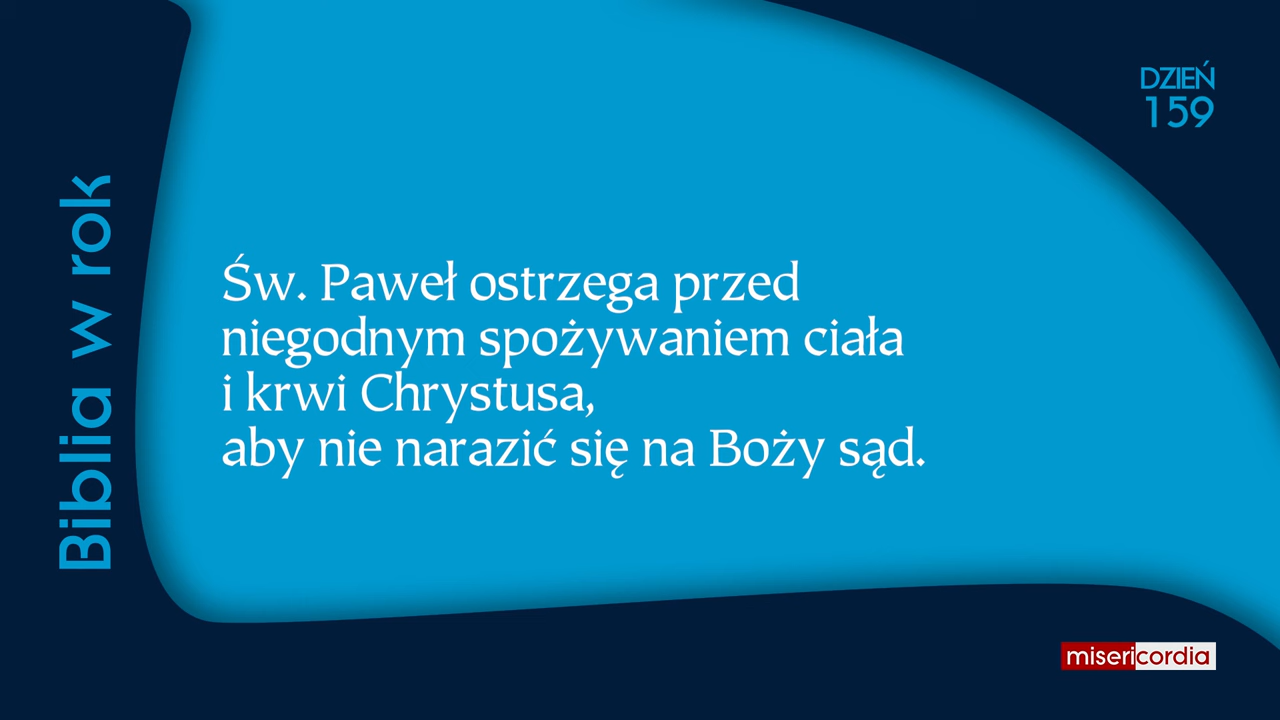 DZIEŃ
159
Biblia w rok
Św. Paweł ostrzega przed
niegodnym spożywaniem ciała
i krwi Chrystusa,
aby nie narazić się na Boży sąd.
misericordia